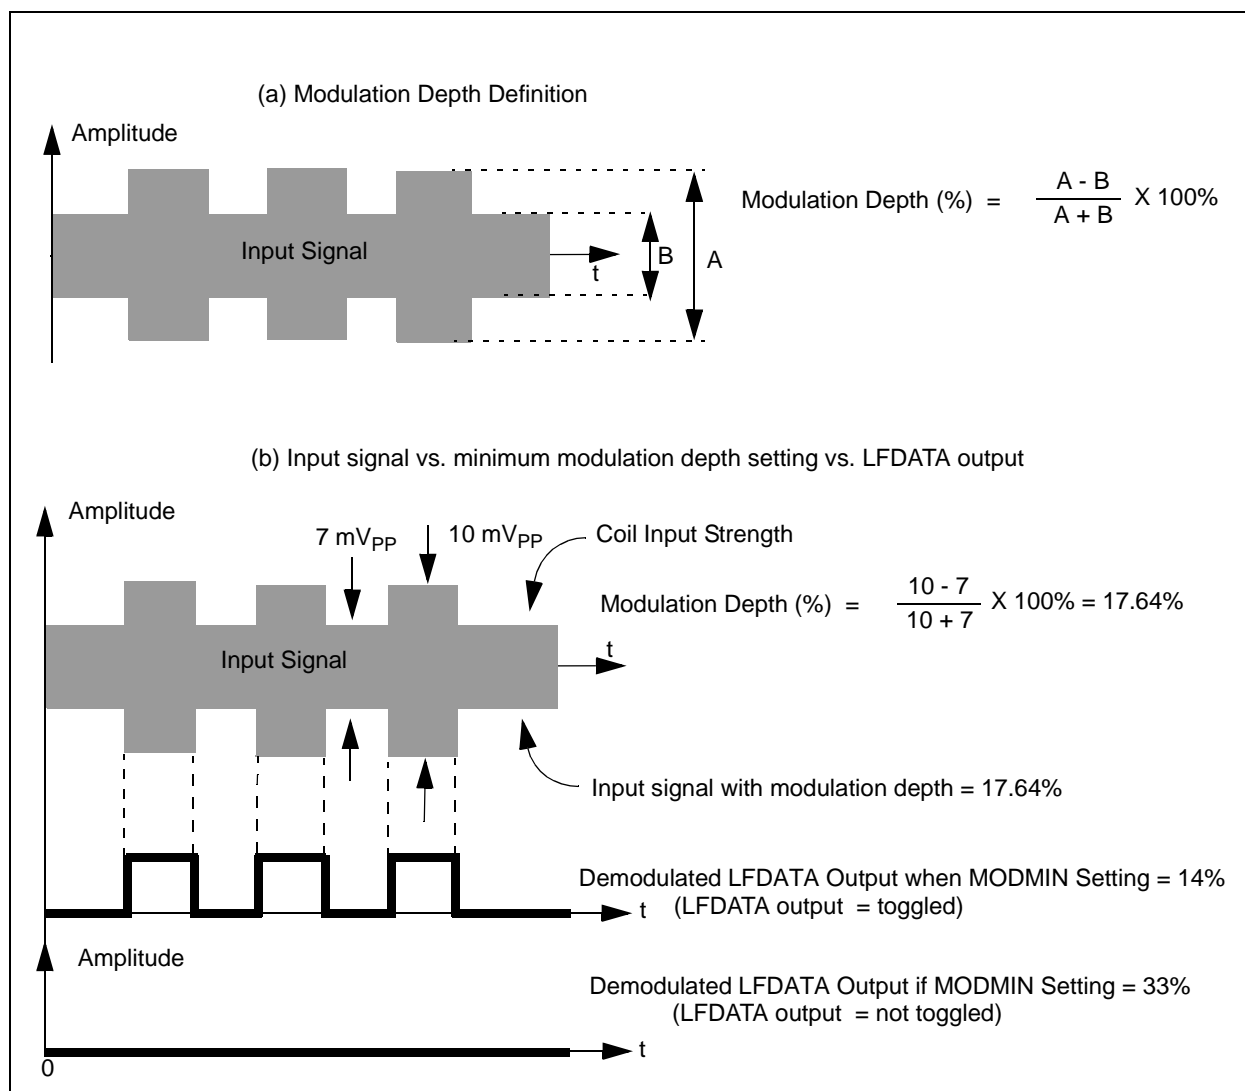 (a) Modulation Depth Definition
Amplitude
Modulation Depth (%) = A - B / A + B X 100%
Input Signal
t
B
A
(b) Input signal vs. minimum modulation depth setting vs. LFDATA output
Amplitude
7 mVPP
10 mVPP
Coil Input Strength
Modulation Depth (%) = 10 - 7 / 10 + 7 X 100% = 17.64%
Input Signal
t
Input signal with modulation depth = 17.64%
Demodulated LFDATA Output when MODMIN Setting = 14%
t
(LFDATA output = toggled)
Amplitude
Demodulated LFDATA Output if MODMIN Setting = 33%
(LFDATA output = not toggled)
t
0